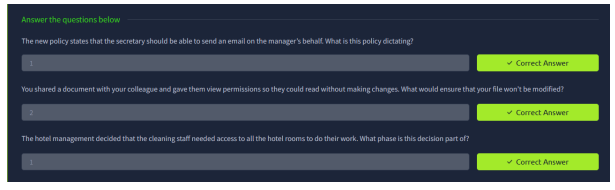 Answer the questions below
The new policy states that the secretary should be able to send an email on the manager's behalf. What is this policy dictating?
1
✓ Correct Answer
You shared a document with your colleague and gave them view permissions so they could read without making changes. What would ensure that your file won't be modified?
2
✓ Correct Answer
The hotel management decided that the cleaning staff needed access to all the hotel rooms to do their work. What phase is this decision part of?
1
✓ Correct Answer